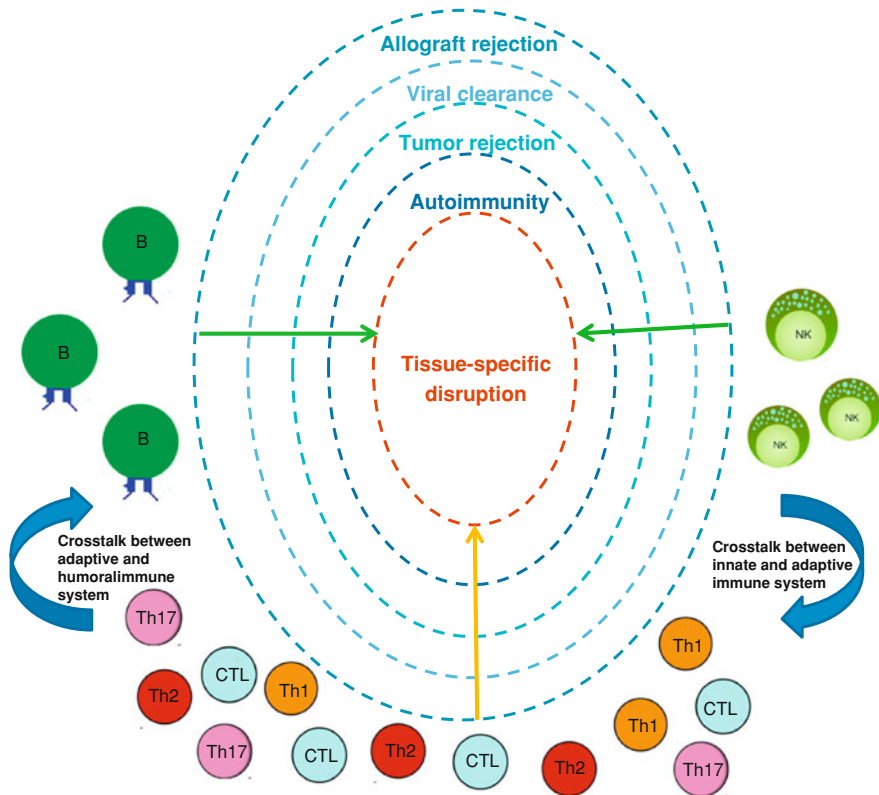 Allograft rejection
Viral clearance
Tumor rejection
Autoimmunity
B
B
B
NK
NK
NK
Tissue-specific
disruption
Crosstalk between
adaptive and
humoralimmune
system
Crosstalk between
innate and adaptive
immune system
Th17
CTL
Th2
Th1
Th17
CTL
Th2
CTL
Th2
Th1
Th1
CTL
Th17